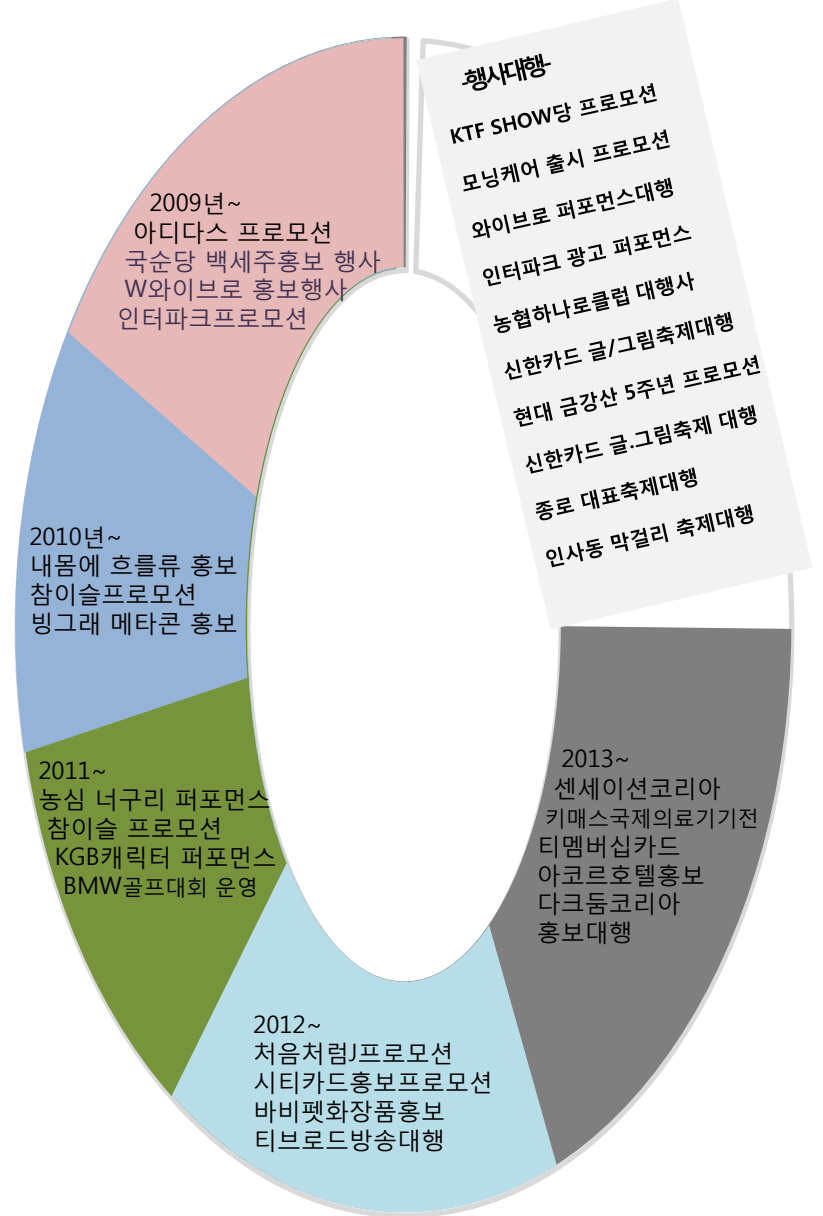 -행사대행-
KTF SHOW당 프로모션
모닝케어 출시 프로모션
와이브로 퍼포먼스대행
인터파크 광고 퍼포먼스
농협하나로클럽 대행사
신한카드 글/그림축제대행
현대 금강산 5주년 프로모션
신한카드 글.그림축제 대행
종로 대표축제대행
인사동 막걸리 축제대행
2009년~
아디다스 프로모션
국순당 백세주홍보 행사
W와이브로 홍보행사
인터파크프로모션
2010년~
내몸에 흐를류 홍보
참이슬프로모션
빙그래 메타콘 홍보
2011~
농심 너구리 퍼포먼스
참이슬 프로모션
KGB캐릭터 퍼포먼스
BMW골프대회 운영
2012~
처음처럼J프로모션
시티카드홍보프로모션
바비펫화장품홍보
티브로드방송대행
2013~
센세이션코리아
키매스국제의료기기전
티멤버십카드
아코르호텔홍보
다크둠코리아
홍보대행